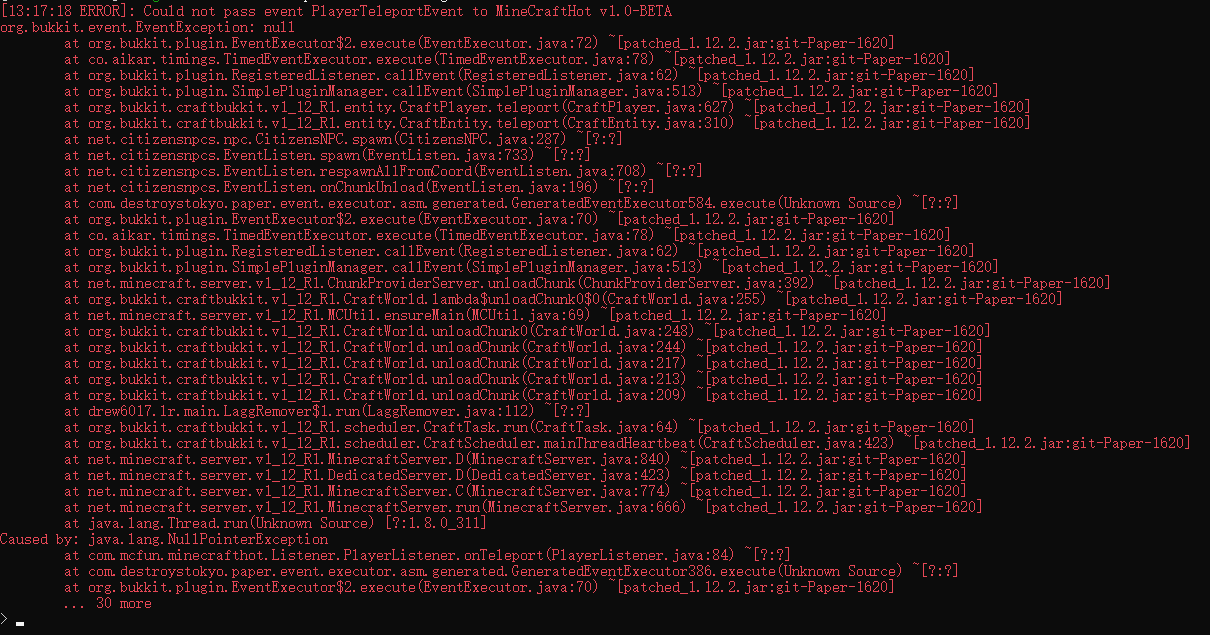 [13:17:18 ERROR]: Could not pass event PlayerTeleportEvent to MineCraftHot v1.0-BETA
org.bukkit.event.EventException: null
at org.bukkit.plugin.EventExecutor$2.execute(EventExecutor.java:72) ~[patched_1.12.2.jar:git-Paper-1620]
at co.aikar.timings.TimedEventExecutor.execute(TimedEventExecutor.java:78) ~[patched_1.12.2.jar:git-Paper-1620]
at org.bukkit.plugin.RegisteredListener.callEvent(RegisteredListener.java:62) ~[patched_1.12.2.jar:git-Paper-1620]
at org.bukkit.plugin.SimplePluginManager.callEvent(SimplePluginManager.java:513) ~[patched_1.12.2.jar:git-Paper-1620]
at org.bukkit.craftbukkit.v1_12_R1.entity.CraftPlayer.teleport(CraftPlayer.java:627) ~[patched_1.12.2.jar:git-Paper-1620]
at org.bukkit.craftbukkit.v1_12_R1.entity.CraftEntity.teleport(CraftEntity.java:310) ~[patched_1.12.2.jar:git-Paper-1620]
at net.citizensnpcs.npc.CitizensNPC.spawn(CitizensNPC.java:287) ~[?:?]
at net.citizensnpcs.EventListen.spawn(EventListen.java:733) ~[?:?]
at net.citizensnpcs.EventListen.respawnAllFromCoord(EventListen.java:708) ~[?:?]
at net.citizensnpcs.EventListen.onChunkUnload(EventListen.java:196) ~[?:?]
at com.destroystokyo.paper.event.executor.asm.generated.GeneratedEventExecutor584.execute(Unknown Source) ~[?:?]
at org.bukkit.plugin.EventExecutor$2.execute(EventExecutor.java:70) ~[patched_1.12.2.jar:git-Paper-1620]
at co.aikar.timings.TimedEventExecutor.execute(TimedEventExecutor.java:78) ~[patched_1.12.2.jar:git-Paper-1620]
at org.bukkit.plugin.RegisteredListener.callEvent(RegisteredListener.java:62) ~[patched_1.12.2.jar:git-Paper-1620]
at org.bukkit.plugin.SimplePluginManager.callEvent(SimplePluginManager.java:513) ~[patched_1.12.2.jar:git-Paper-1620]
at net.minecraft.server.v1_12_R1.ChunkProviderServer.unloadChunk(ChunkProviderServer.java:392) ~[patched_1.12.2.jar:git-Paper-1620]
at org.bukkit.craftbukkit.v1_12_R1.CraftWorld.lambda$unloadChunk0$0(CraftWorld.java:255) ~[patched_1.12.2.jar:git-Paper-1620]
at net.minecraft.server.v1_12_R1.MCUtil.ensureMain(MCUtil.java:69) ~[patched_1.12.2.jar:git-Paper-1620]
at org.bukkit.craftbukkit.v1_12_R1.CraftWorld.unloadChunk0(CraftWorld.java:248) ~[patched_1.12.2.jar:git-Paper-1620]
at org.bukkit.craftbukkit.v1_12_R1.CraftWorld.unloadChunk(CraftWorld.java:244) ~[patched_1.12.2.jar:git-Paper-1620]
at org.bukkit.craftbukkit.v1_12_R1.CraftWorld.unloadChunk(CraftWorld.java:217) ~[patched_1.12.2.jar:git-Paper-1620]
at org.bukkit.craftbukkit.v1_12_R1.CraftWorld.unloadChunk(CraftWorld.java:213) ~[patched_1.12.2.jar:git-Paper-1620]
at org.bukkit.craftbukkit.v1_12_R1.CraftWorld.unloadChunk(CraftWorld.java:209) ~[patched_1.12.2.jar:git-Paper-1620]
at drew6017.lr.main.LaggRemover$1.run(LaggRemover.java:112) ~[?:?]
at org.bukkit.craftbukkit.v1_12_R1.scheduler.CraftTask.run(CraftTask.java:64) ~[patched_1.12.2.jar:git-Paper-1620]
at org.bukkit.craftbukkit.v1_12_R1.scheduler.CraftScheduler.mainThreadHeartbeat(CraftScheduler.java:423) ~[patched_1.12.2.jar:git-Paper-1620]
at net.minecraft.server.v1_12_R1.MinecraftServer.D(MinecraftServer.java:840) ~[patched_1.12.2.jar:git-Paper-1620]
at net.minecraft.server.v1_12_R1.DedicatedServer.D(DedicatedServer.java:423) ~[patched_1.12.2.jar:git-Paper-1620]
at net.minecraft.server.v1_12_R1.MinecraftServer.C(MinecraftServer.java:774) ~[patched_1.12.2.jar:git-Paper-1620]
at net.minecraft.server.v1_12_R1.MinecraftServer.run(MinecraftServer.java:666) ~[patched_1.12.2.jar:git-Paper-1620]
at java.lang.Thread.run(Unknown Source) [?:1.8.0_311]
Caused by: java.lang.NullPointerException
at com.mcfun.minecrafthot.Listener.PlayerListener.onTeleport(PlayerListener.java:84) ~[?:?]
at com.destroystokyo.paper.event.executor.asm.generated.GeneratedEventExecutor386.execute(Unknown Source) ~[?:?]
at org.bukkit.plugin.EventExecutor$2.execute(EventExecutor.java:70) ~[patched_1.12.2.jar:git-Paper-1620]
... 30 more
>